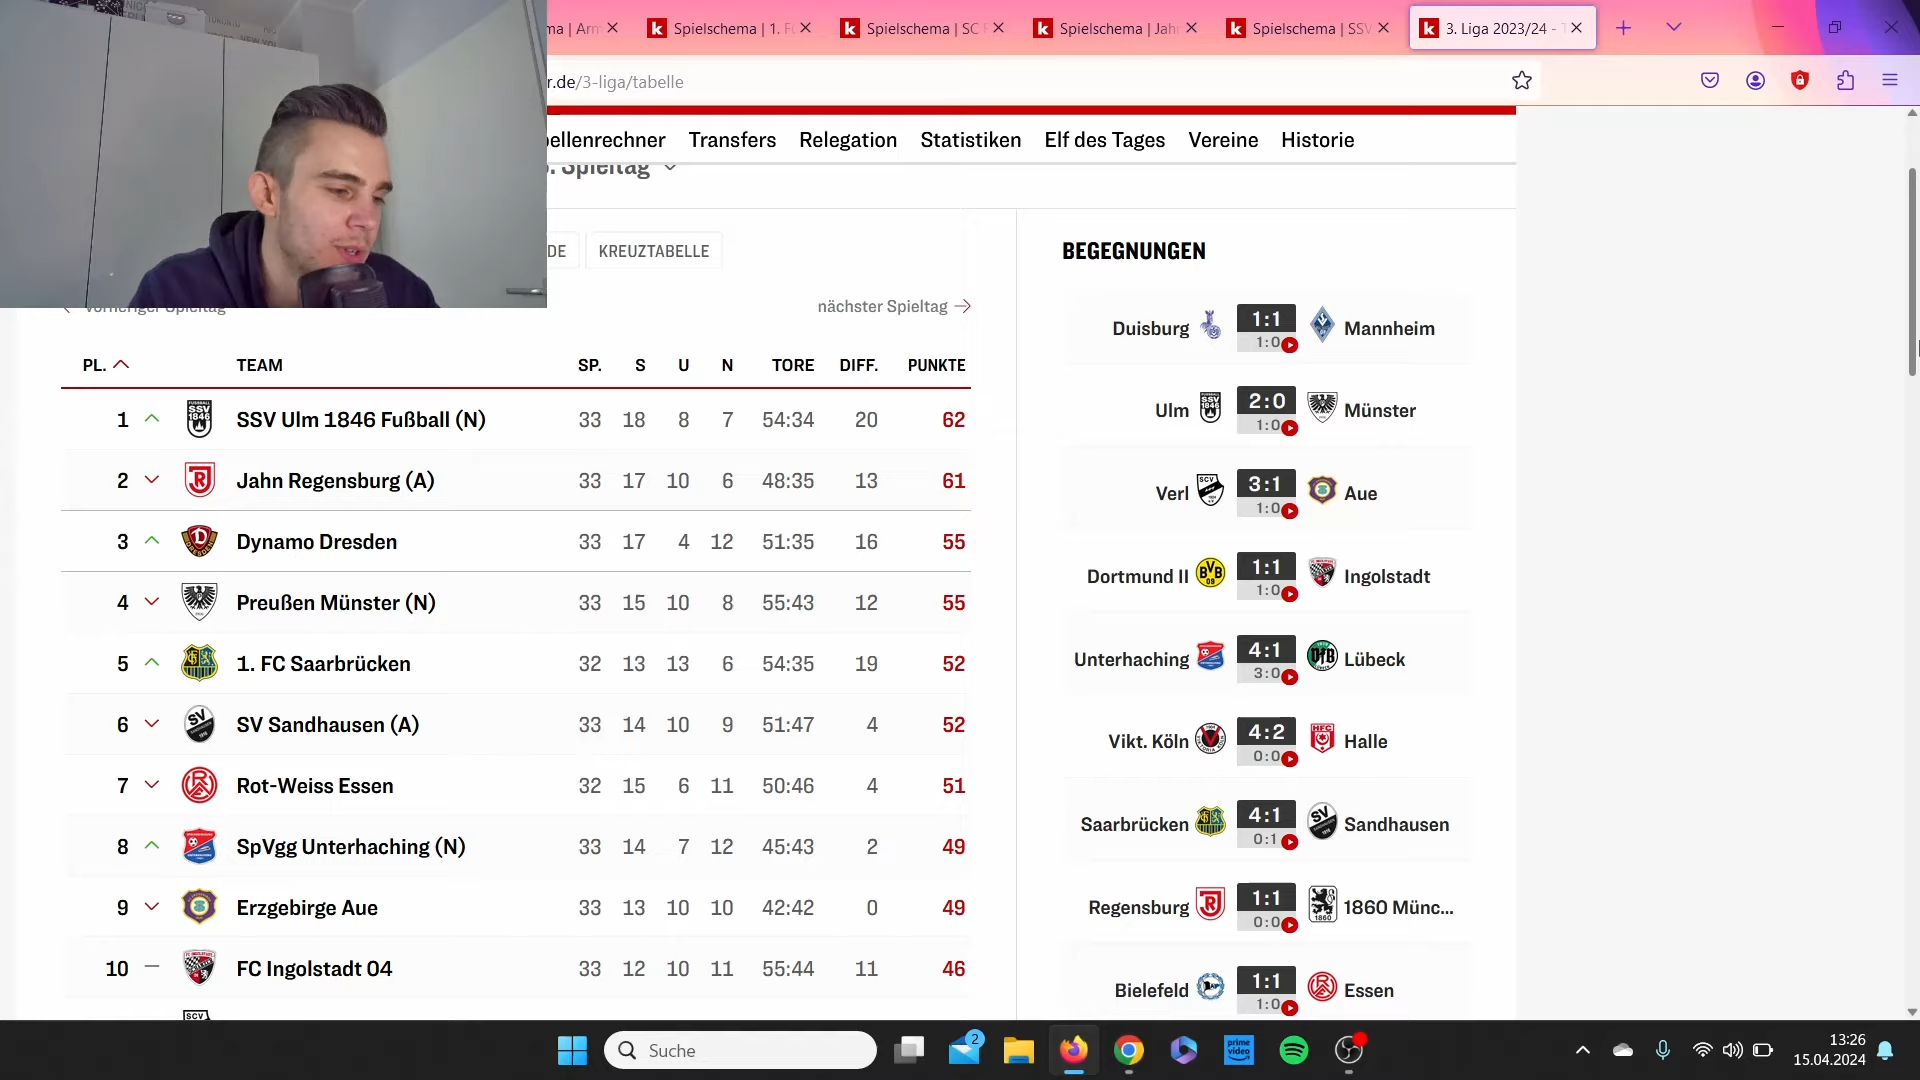 Spielschema | 1. F
Spielschema | SC
Spielschema | Jah
Spielschema | SSV
3. Liga 2023/24 - T
r.de/3-liga/tabelle
ellenrechner Transfers Relegation Statistiken Elf des Tages Vereine Historie
. Spieltag
DE KREUZTABELLE
vorheriger Spieltag
nächster Spieltag
PL. TEAM SP. S U N TORE DIFF. PUNKTE
1 SSV Ulm 1846 Fußball (N) 33 18 8 7 54:34 20 62
2 Jahn Regensburg (A) 33 17 10 6 48:35 13 61
3 Dynamo Dresden 33 17 4 12 51:35 16 55
4 Preußen Münster (N) 33 15 10 8 55:43 12 55
5 1. FC Saarbrücken 32 13 13 6 54:35 19 52
6 SV Sandhausen (A) 33 14 10 9 51:47 4 52
7 Rot-Weiss Essen 32 15 6 11 50:46 4 51
8 SpVgg Unterhaching (N) 33 14 7 12 45:43 2 49
9 Erzgebirge Aue 33 13 10 10 42:42 0 49
10 FC Ingolstadt 04 33 12 10 11 55:44 11 46
BEGEGNUNGEN
Duisburg 1:1 Mannheim
1:0
Ulm 2:0 Münster
1:0
Verl 3:1 Aue
1:0
Dortmund II 1:1 Ingolstadt
1:0
Unterhaching 4:1 Lübeck
3:0
Vikt. Köln 4:2 Halle
0:0
Saarbrücken 4:1 Sandhausen
0:1
Regensburg 1:1 1860 Münc...
0:0
Bielefeld 1:1 Essen
1:0
Suche
2
prime video
13:26
15.04.2024